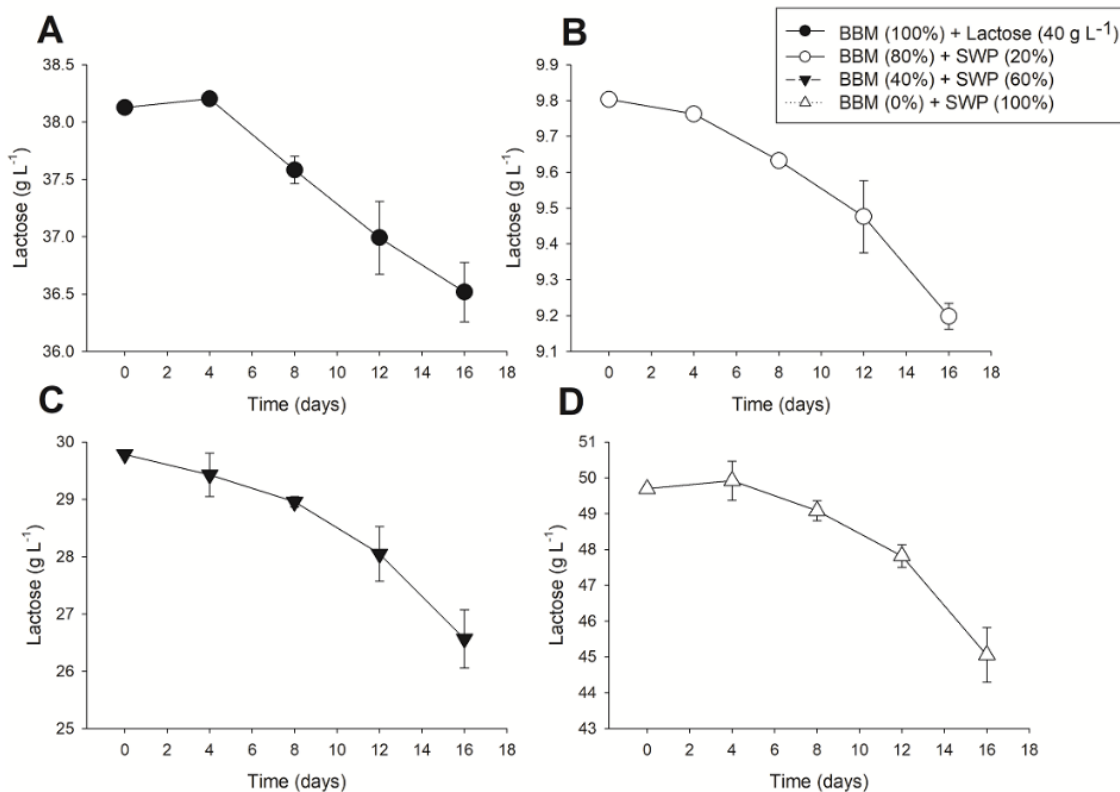 A
38.5
38.0
37.5
37.0
36.5
36.0
Lactose (g L-1)
0 2 4 6 8 10 12 14 16 18
Time (days)
B
9.9
9.8
9.7
9.6
9.5
9.4
9.3
9.2
9.1
Lactose (g L-1)
0 2 4 6 8 10 12 14 16 18
Time (days)
BBM (100%) + Lactose (40 g L-1)
BBM (80%) + SWP (20%)
BBM (40%) + SWP (60%)
BBM (0%) + SWP (100%)
C
30
29
28
27
26
25
Lactose (g L-1)
0 2 4 6 8 10 12 14 16 18
Time (days)
D
51
50
49
48
47
46
45
44
43
Lactose (g L-1)
0 2 4 6 8 10 12 14 16 18
Time (days)